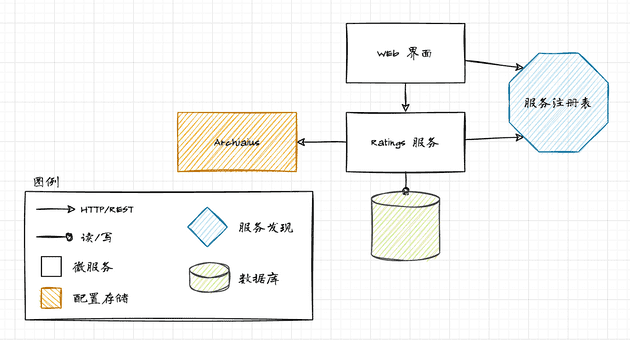 Web 界面
服务注册表
Archiaius
Ratings 服务
图例
HTTP/REST
读/写
微服务
配置存储
服务发现
数据库